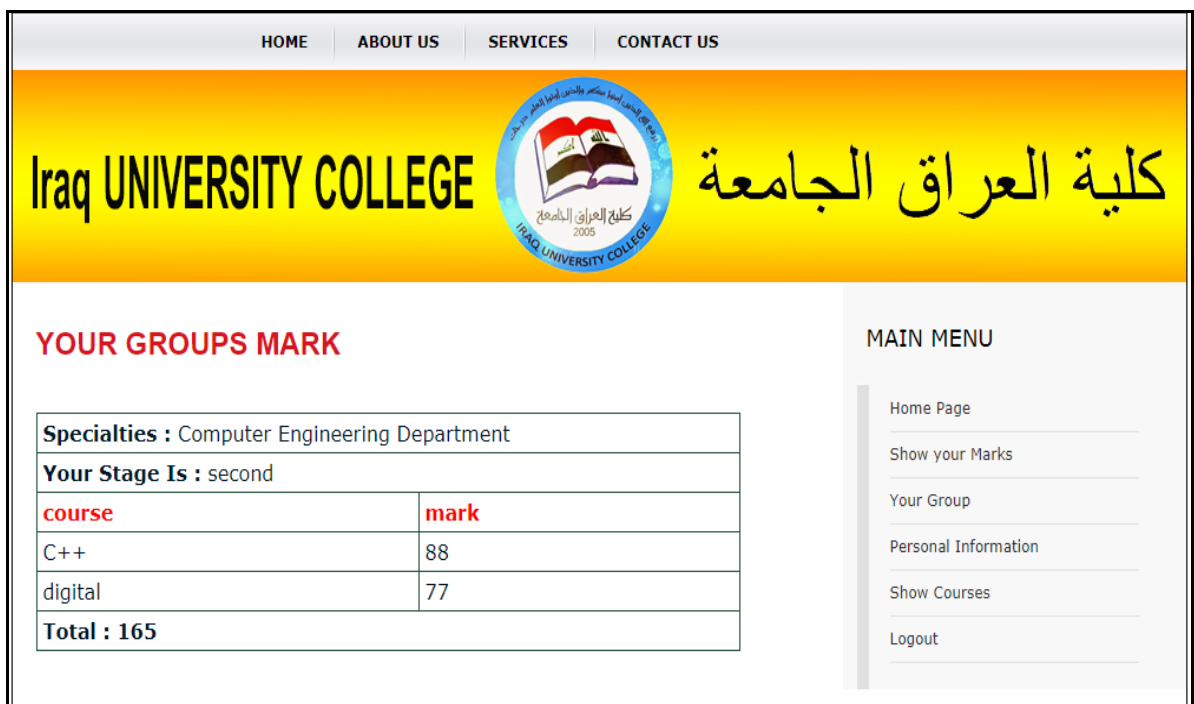 HOME ABOUT US SERVICES CONTACT US
Iraq UNIVERSITY COLLEGE
كلية العراق الجامعة
2005
IRAQ UNIVERSITY COLLEGE
كلية العراق الجامعة
YOUR GROUPS MARK
Specialties : Computer Engineering Department
Your Stage Is : second
course mark
C++ 88
digital 77
Total : 165
MAIN MENU
Home Page
Show your Marks
Your Group
Personal Information
Show Courses
Logout